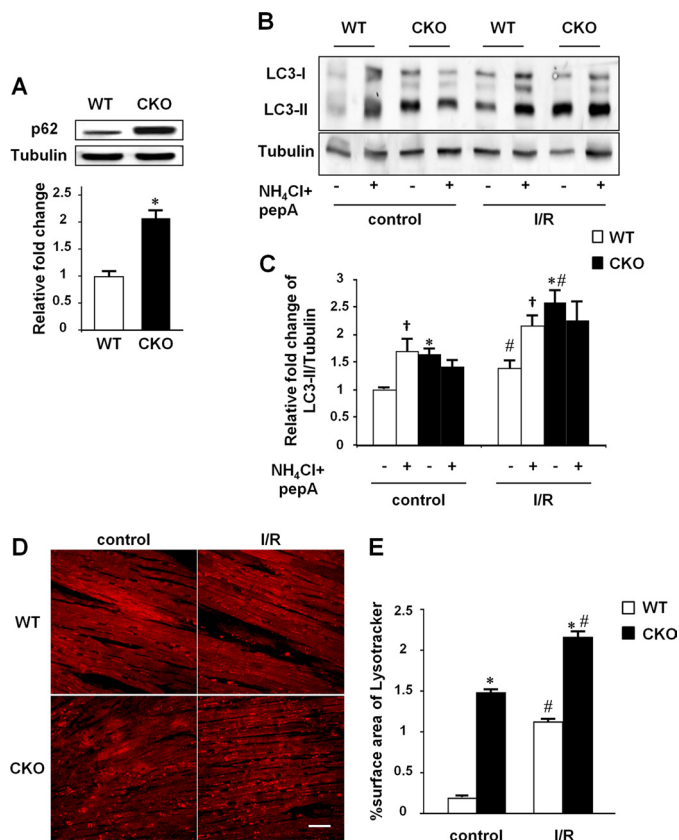 A
WT CKO
p62
Tubulin
Relative fold change
2.5
2
1.5
1
0.5
0
*
WT CKO
B
WT CKO WT CKO
LC3-I
LC3-II
Tubulin
NH4Cl+ - + - + - + - +
pepA
control I/R
WT
CKO
C
Relative fold change of
LC3-II/Tubulin
3
2.5
2
1.5
1
0.5
0
† * # † *#
NH4Cl+ - + - + - + - +
pepA
control I/R
D
control I/R
WT
CKO
E
WT
CKO
%surface area of Lysotracker
2.5
2
1.5
1
0.5
0
* # * #
control I/R